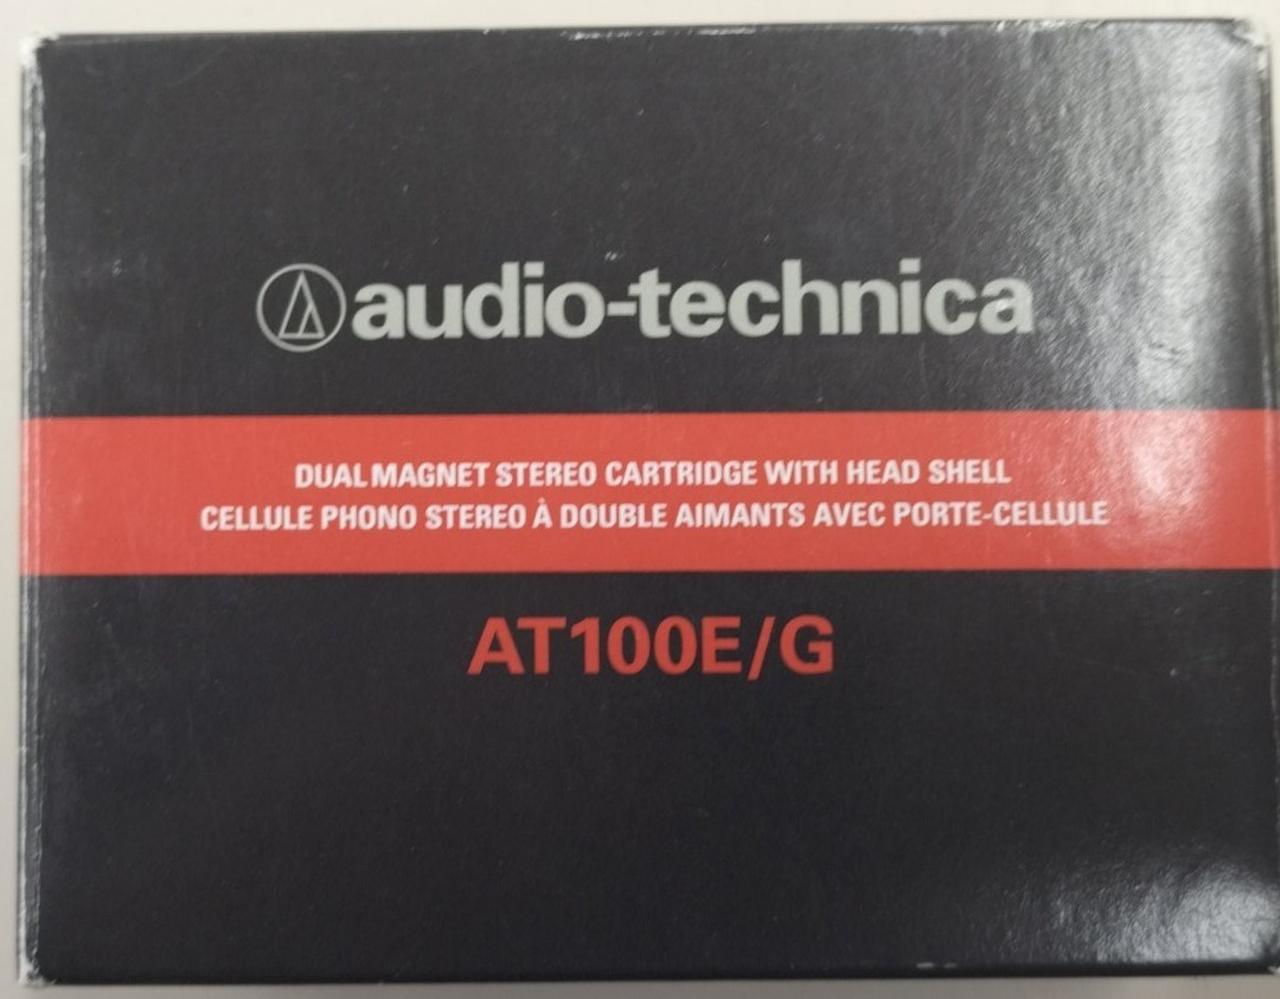 audio-technica
DUAL MAGNET STEREO CARTRIDGE WITH HEAD SHELL
CELLULE PHONO STEREO À DOUBLE AIMANTS AVEC PORTE-CELLULE
AT100E/G